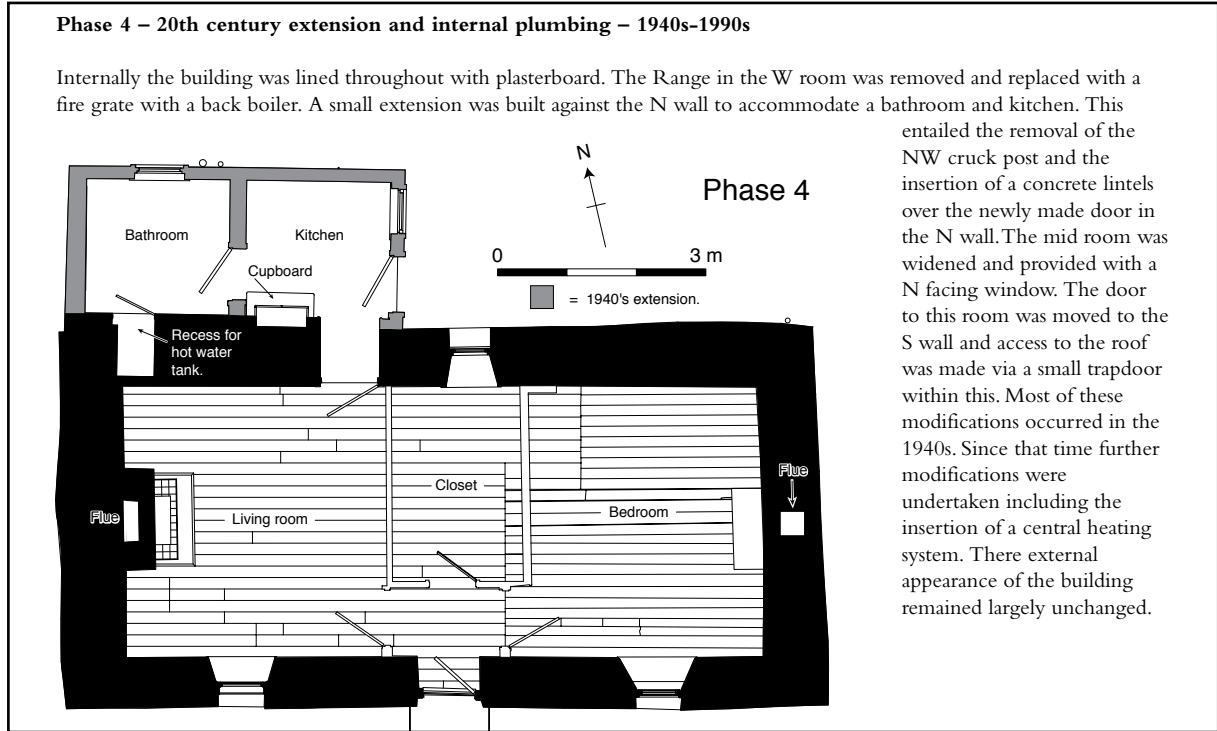 Phase 4 – 20th century extension and internal plumbing – 1940s-1990s
Internally the building was lined throughout with plasterboard. The Range in the W room was removed and replaced with a
fire grate with a back boiler. A small extension was built against the N wall to accommodate a bathroom and kitchen. This
entailed the removal of the
NW cruck post and the
insertion of a concrete lintels
over the newly made door in
the N wall. The mid room was
widened and provided with a
N facing window. The door
to this room was moved to the
S wall and access to the roof
was made via a small trapdoor
within this. Most of these
modifications occurred in the
1940s. Since that time further
modifications were
undertaken including the
insertion of a central heating
system. There external
appearance of the building
remained largely unchanged.
N
Phase 4
0 3 m
= 1940's extension.
Bathroom
Kitchen
Cupboard
Recess for
hot water
tank.
Closet
Flue
Living room
Bedroom
Flue